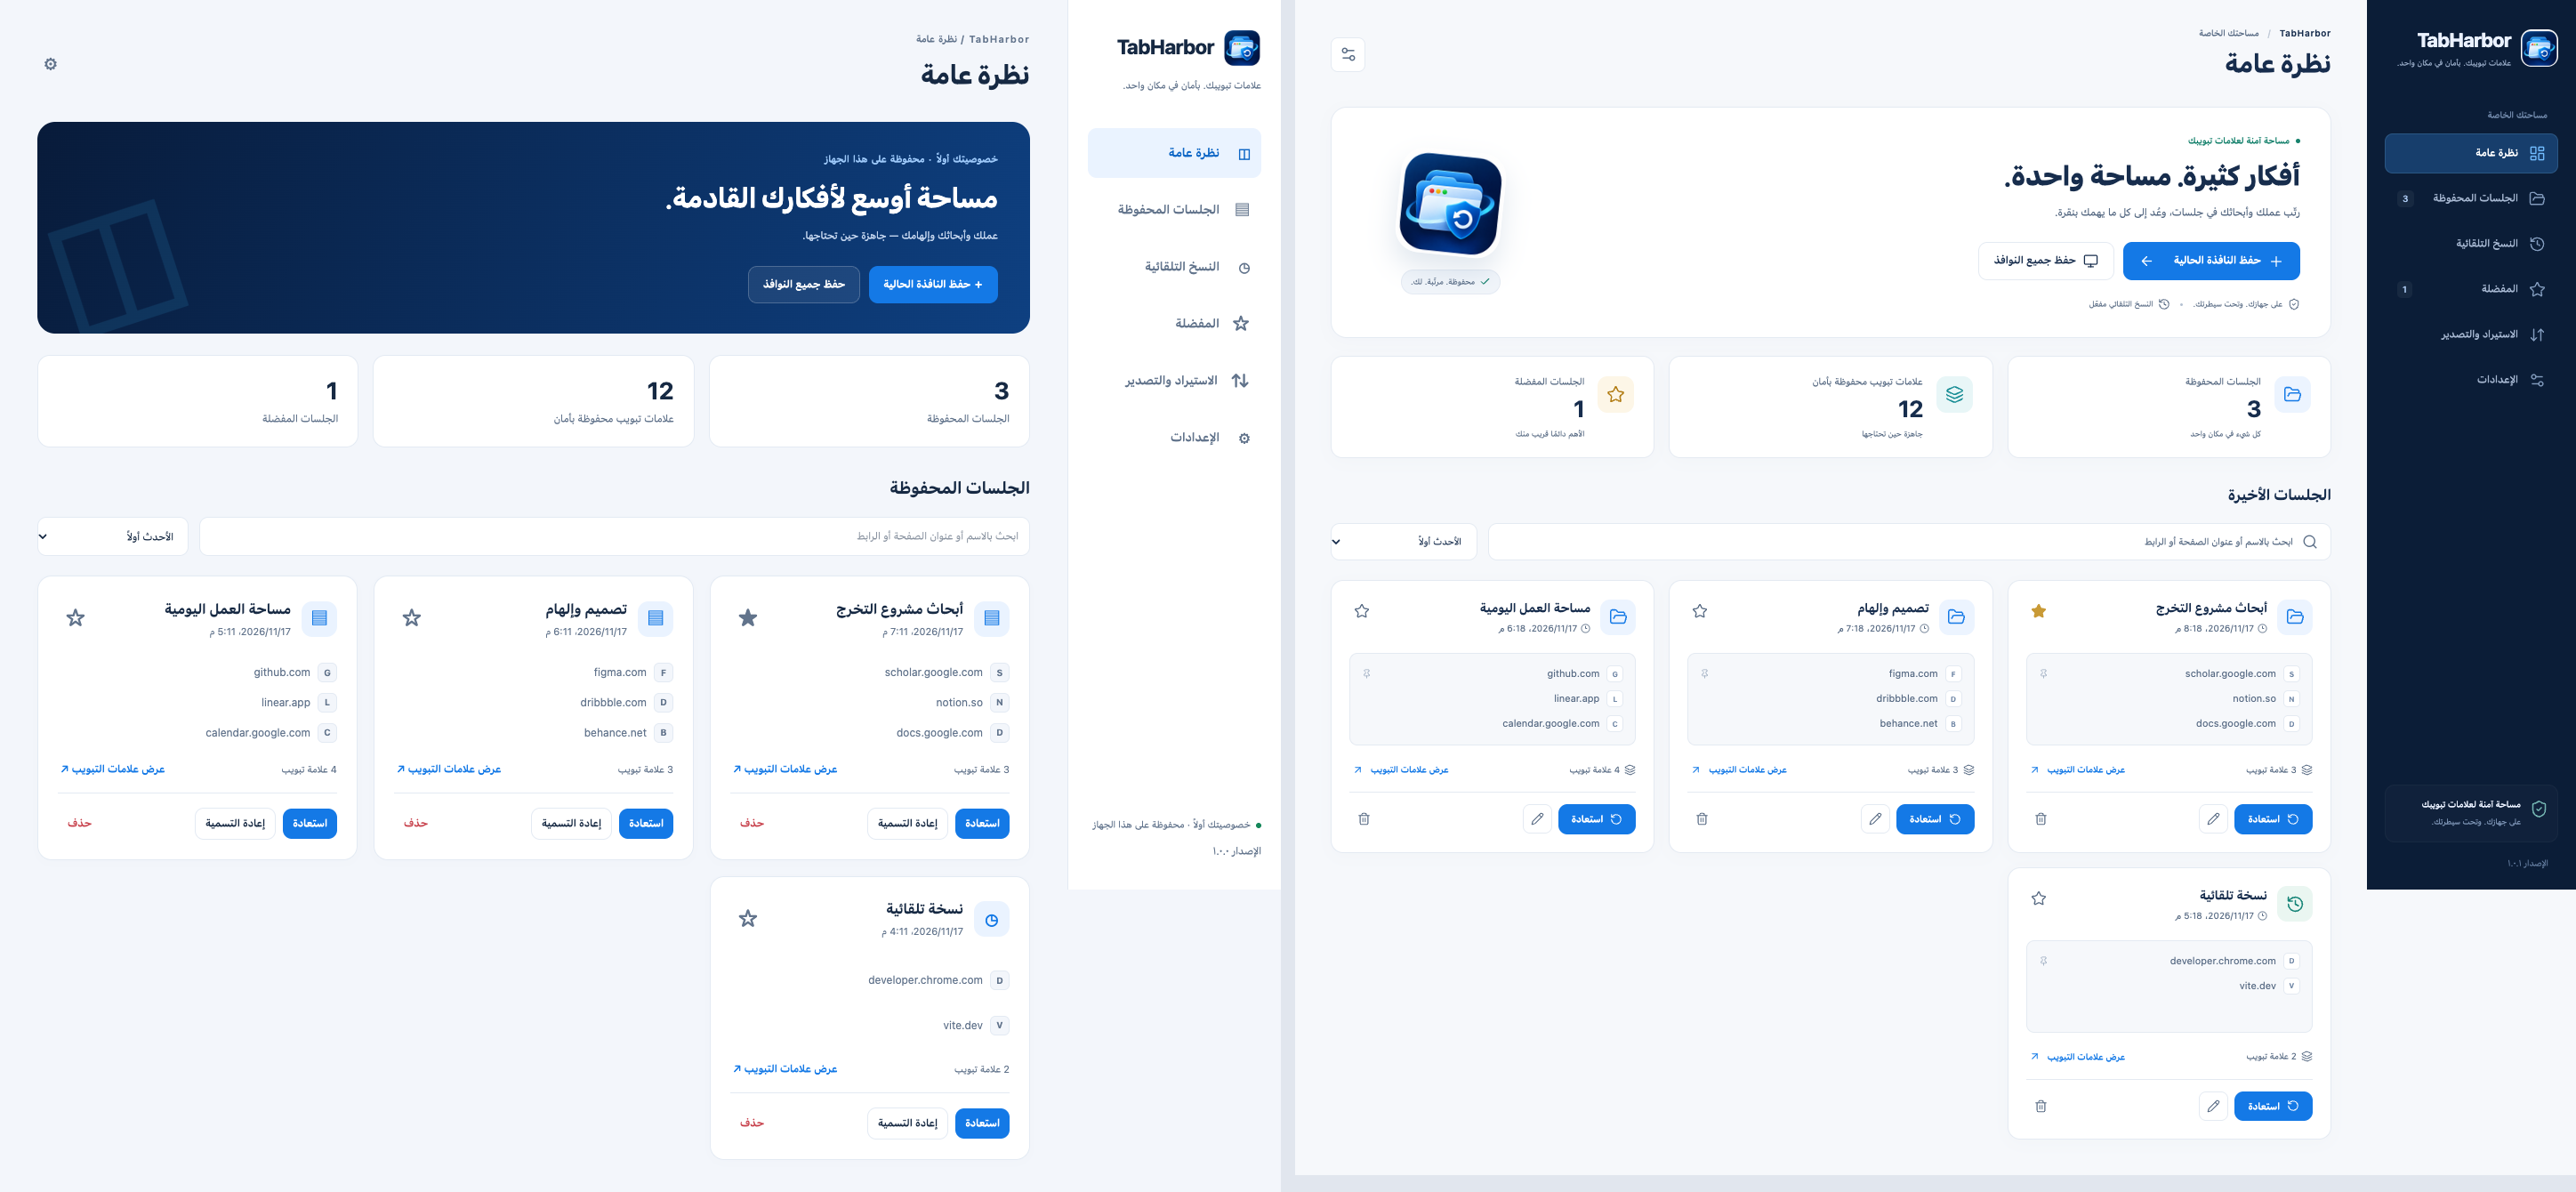 TabHarbor
علامات تبويبك. بأمان في مكان واحد.
مساحتك الخاصة
نظرة عامة
الجلسات المحفوظة 3
النسخ التلقائية
المفضلة 1
الاستيراد والتصدير
الإعدادات
مساحة آمنة لعلامات تبويبك
على جهازك. وتحت سيطرتك.
الإصدار ١.٠.١
TabHarbor / مساحتك الخاصة
نظرة عامة
مساحة آمنة لعلامات تبويبك
أفكار كثيرة. مساحة واحدة.
رتّب عملك وأبحاثك في جلسات، وعُد إلى كل ما يهمك بنقرة.
حفظ النافذة الحالية
حفظ جميع النوافذ
على جهازك. وتحت سيطرتك. • النسخ التلقائي مفعّل
محفوظة. مرتّبة. لك.
الجلسات المحفوظة
3
كل شيء في مكان واحد
علامات تبويب محفوظة بأمان
12
جاهزة حين تحتاجها
الجلسات المفضلة
1
الأهم دائمًا قريب منك
الجلسات الأخيرة
ابحث بالاسم أو عنوان الصفحة أو الرابط
الأحدث أولاً
أبحاث مشروع التخرج
2026/11/17، 8:18 م
S scholar.google.com
N notion.so
D docs.google.com
3 علامة تبويب
عرض علامات التبويب
استعادة
تصميم وإلهام
2026/11/17، 7:18 م
F figma.com
D dribbble.com
B behance.net
3 علامة تبويب
عرض علامات التبويب
استعادة
مساحة العمل اليومية
2026/11/17، 6:18 م
G github.com
L linear.app
C calendar.google.com
4 علامة تبويب
عرض علامات التبويب
استعادة
نسخة تلقائية
2026/11/17، 5:18 م
D developer.chrome.com
V vite.dev
2 علامة تبويب
عرض علامات التبويب
استعادة
TabHarbor
علامات تبويبك. بأمان في مكان واحد.
نظرة عامة
الجلسات المحفوظة
النسخ التلقائية
المفضلة
الاستيراد والتصدير
الإعدادات
خصوصيتك أولاً · محفوظة على هذا الجهاز
الإصدار ١.٠.٠
TabHarbor / نظرة عامة
نظرة عامة
خصوصيتك أولاً · محفوظة على هذا الجهاز
مساحة أوسع لأفكارك القادمة.
عملك وأبحاثك وإلهامك — جاهزة حين تحتاجها.
+ حفظ النافذة الحالية
حفظ جميع النوافذ
3
الجلسات المحفوظة
12
علامات تبويب محفوظة بأمان
1
الجلسات المفضلة
الجلسات المحفوظة
ابحث بالاسم أو عنوان الصفحة أو الرابط
الأحدث أولاً
أبحاث مشروع التخرج
2026/11/17، 7:11 م
S scholar.google.com
N notion.so
D docs.google.com
3 علامة تبويب
عرض علامات التبويب ↗
استعادة
إعادة التسمية
حذف
تصميم وإلهام
2026/11/17، 6:11 م
F figma.com
D dribbble.com
B behance.net
3 علامة تبويب
عرض علامات التبويب ↗
استعادة
إعادة التسمية
حذف
مساحة العمل اليومية
2026/11/17، 5:11 م
G github.com
L linear.app
C calendar.google.com
4 علامة تبويب
عرض علامات التبويب ↗
استعادة
إعادة التسمية
حذف
نسخة تلقائية
2026/11/17، 4:11 م
D developer.chrome.com
V vite.dev
2 علامة تبويب
عرض علامات التبويب ↗
استعادة
إعادة التسمية
حذف